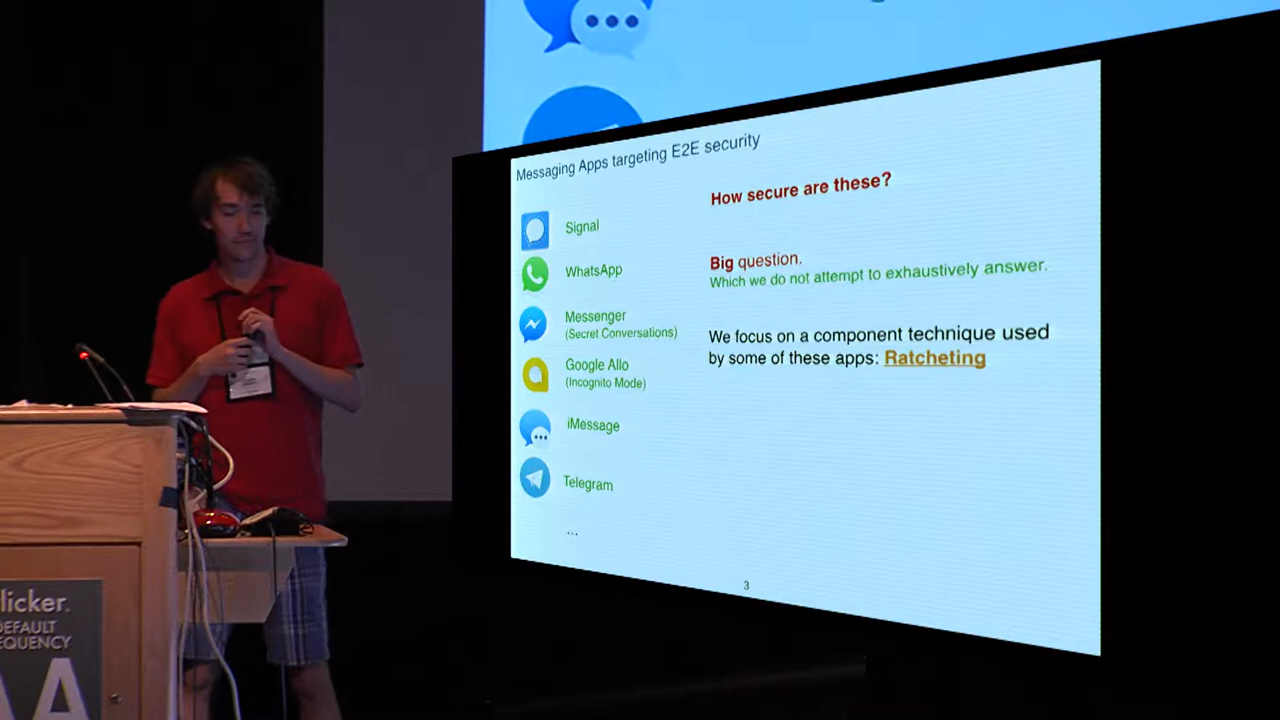 Messaging Apps targeting E2E security
How secure are these?
Signal
WhatsApp
Big question.
Which we do not attempt to exhaustively answer.
Messenger
(Secret Conversations)
We focus on a component technique used
by some of these apps: Ratcheting
Google Allo
(Incognito Mode)
iMessage
Telegram
...
3
licker.
DEFAULT
EQUENCY
AA